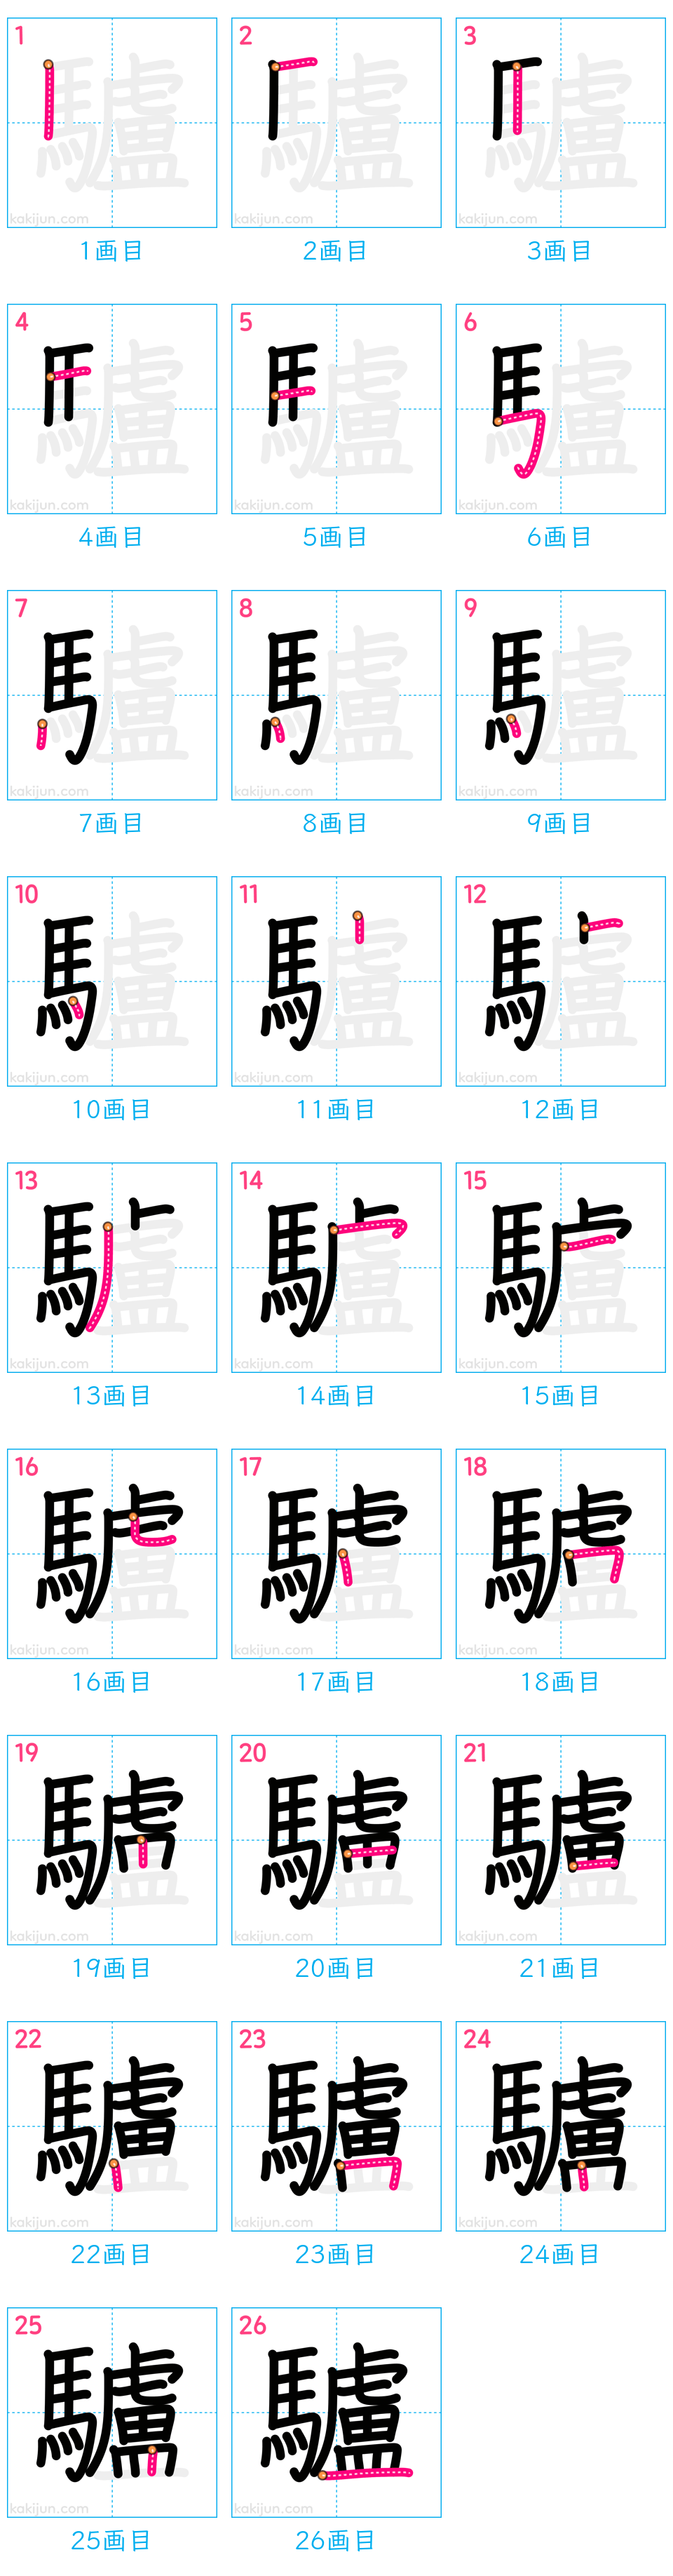 1 2 3
kakijun.com kakijun.com kakijun.com
1画目 2画目 3画目
4 5 6
kakijun.com kakijun.com kakijun.com
4画目 5画目 6画目
7 8 9
kakijun.com kakijun.com kakijun.com
7画目 8画目 9画目
10 11 12
kakijun.com kakijun.com kakijun.com
10画目 11画目 12画目
13 14 15
kakijun.com kakijun.com kakijun.com
13画目 14画目 15画目
16 17 18
kakijun.com kakijun.com kakijun.com
16画目 17画目 18画目
19 20 21
kakijun.com kakijun.com kakijun.com
19画目 20画目 21画目
22 23 24
kakijun.com kakijun.com kakijun.com
22画目 23画目 24画目
25 26
驢 驢
kakijun.com kakijun.com
25画目 26画目